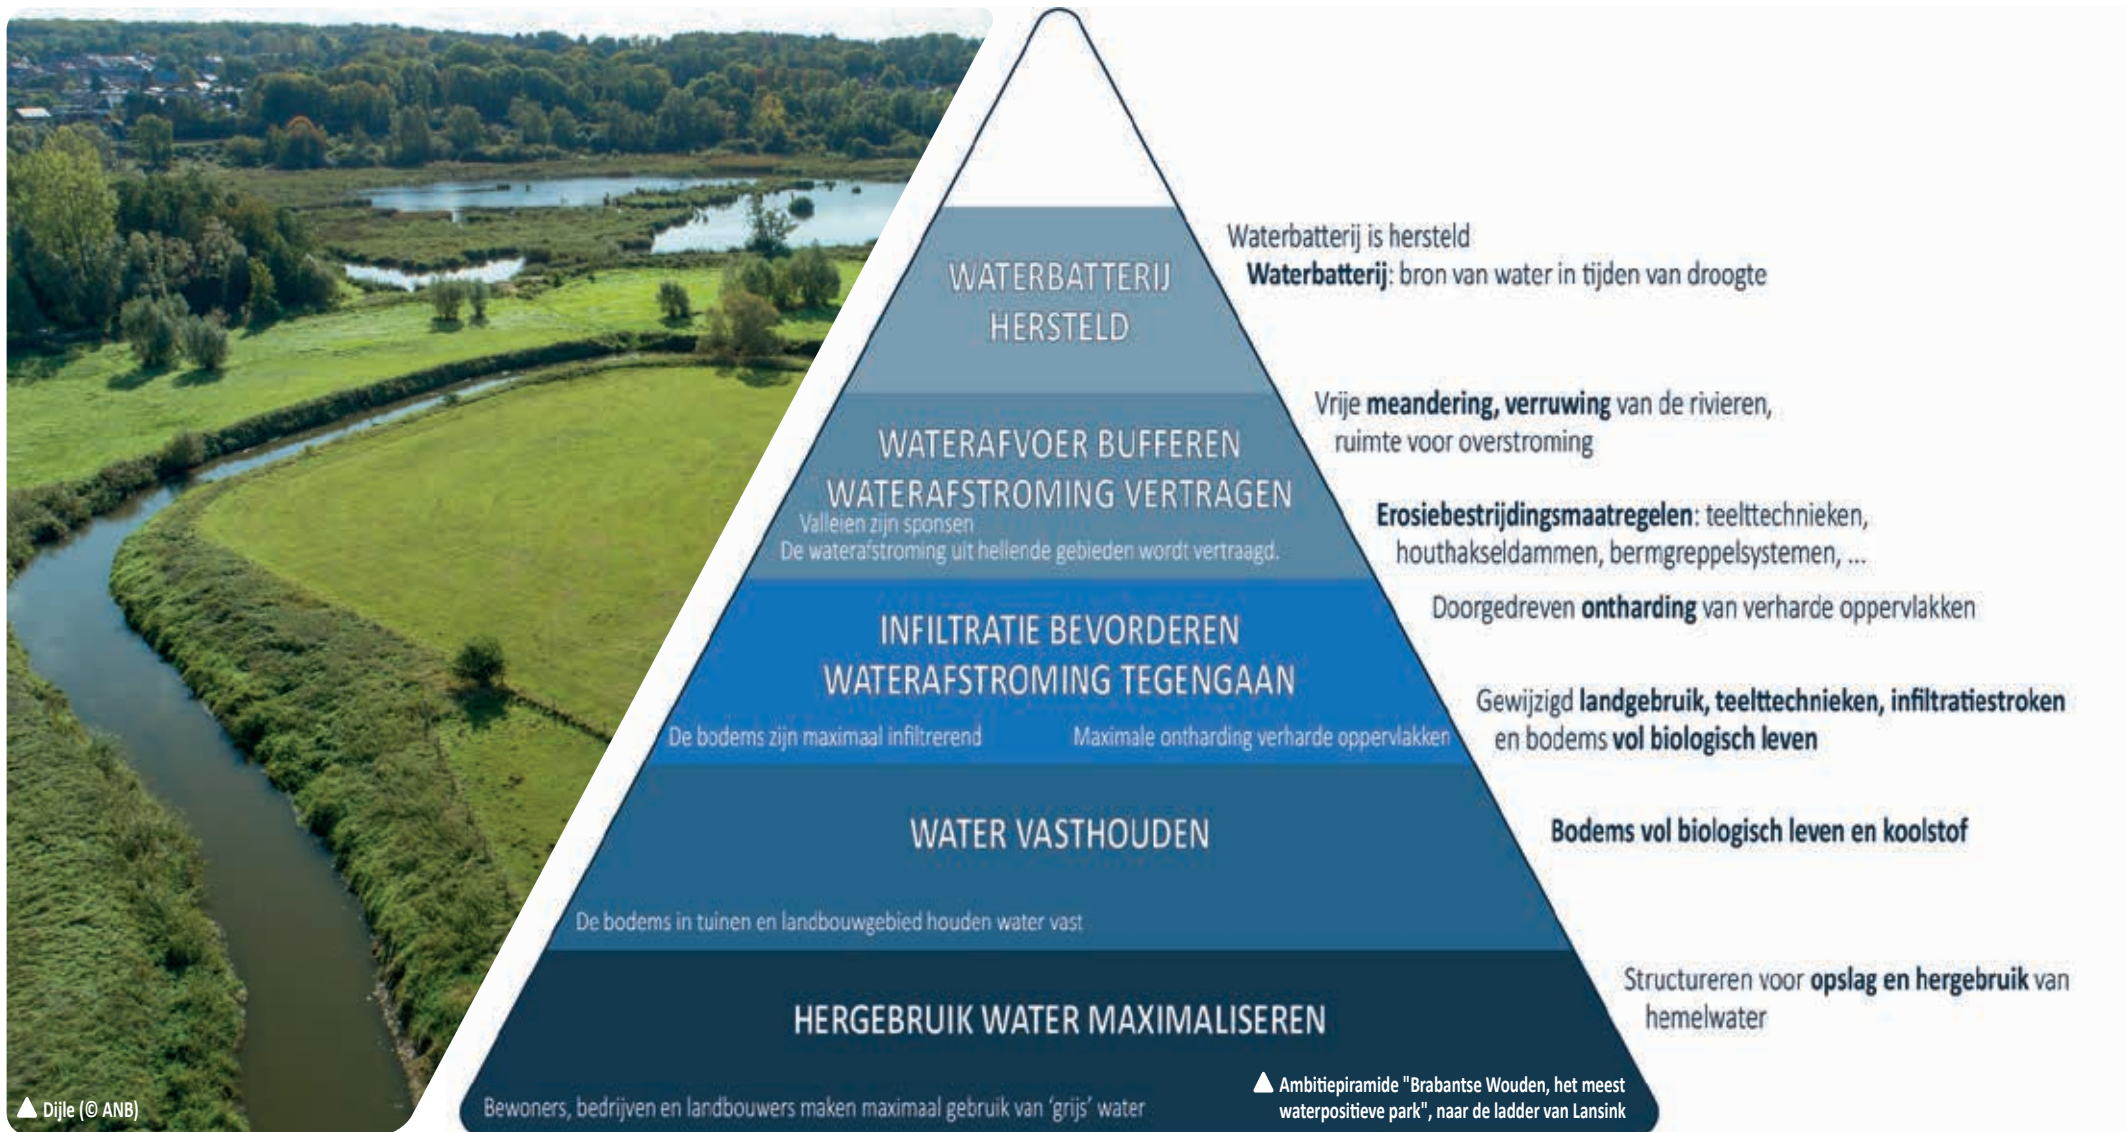 WATERBATTERIJ
HERSTELD
Waterbatterij is hersteld
Waterbatterij: bron van water in tijden van droogte
WATERAFVOER BUFFEREN
WATERAFSTROMING VERTRAGEN
Valleien zijn sponsen
De waterafstroming uit hellende gebieden wordt vertraagd.
Vrije meandering, verruwing van de rivieren,
ruimte voor overstroming
Erosiebestrijdingsmaatregelen: teelttechnieken,
houthakseldammen, bermgreppelsystemen, ...
INFILTRATIE BEVORDEREN
WATERAFSTROMING TEGENGAAN
De bodems zijn maximaal infiltrerend
Maximale ontharding verharde oppervlakken
Doorgedreven ontharding van verharde oppervlakken
Gewijzigd landgebruik, teelttechnieken, infiltratiestroken
en bodems vol biologisch leven
WATER VASTHOUDEN
De bodems in tuinen en landbouwgebied houden water vast
Bodems vol biologisch leven en koolstof
HERGEBRUIK WATER MAXIMALISEREN
Bewoners, bedrijven en landbouwers maken maximaal gebruik van ‘grijs’ water
Structureren voor opslag en hergebruik van
hemelwater
Ambitiepiramide "Brabantse Wouden, het meest
waterpositieve park", naar de ladder van Lansink
Dijle (© ANB)